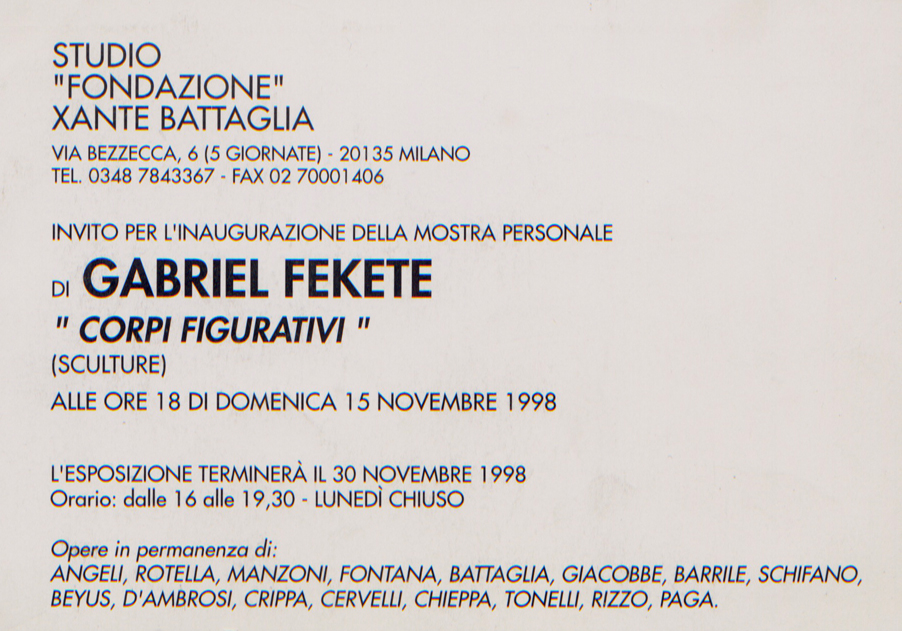 STUDIO
"FONDAZIONE"
XANTE BATTAGLIA
VIA BEZZECCA, 6 (5 GIORNATE) - 20135 MILANO
TEL. 0348 7843367 - FAX 02 70001406
INVITO PER L'INAUGURAZIONE DELLA MOSTRA PERSONALE
DI GABRIEL FEKETE
" CORPI FIGURATIVI "
(SCULTURE)
ALLE ORE 18 DI DOMENICA 15 NOVEMBRE 1998
L'ESPOSIZIONE TERMINERÀ IL 30 NOVEMBRE 1998
Orario: dalle 16 alle 19,30 - LUNEDÌ CHIUSO
Opere in permanenza di:
ANGELI, ROTELLA, MANZONI, FONTANA, BATTAGLIA, GIACOBBE, BARRILE, SCHIFANO,
BEYUS, D'AMBROSI, CRIPPA, CERVELLI, CHIEPPA, TONELLI, RIZZO, PAGA.